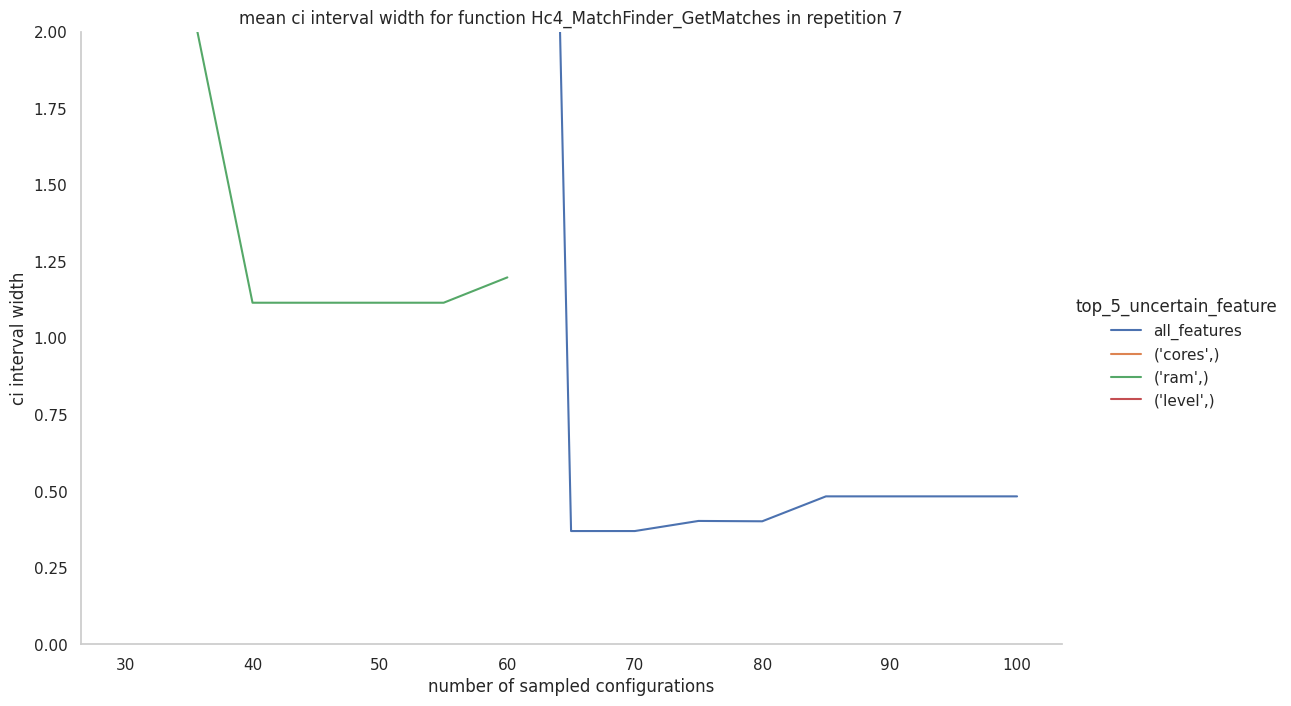 mean ci interval width for function Hc4_MatchFinder_GetMatches in repetition 7
2.00
1.75
1.50
1.25
1.00
0.75
0.50
0.25
0.00
ci interval width
30 40 50 60 70 80 90 100
number of sampled configurations
top_5_uncertain_feature
all_features
('cores',)
('ram',)
('level',)